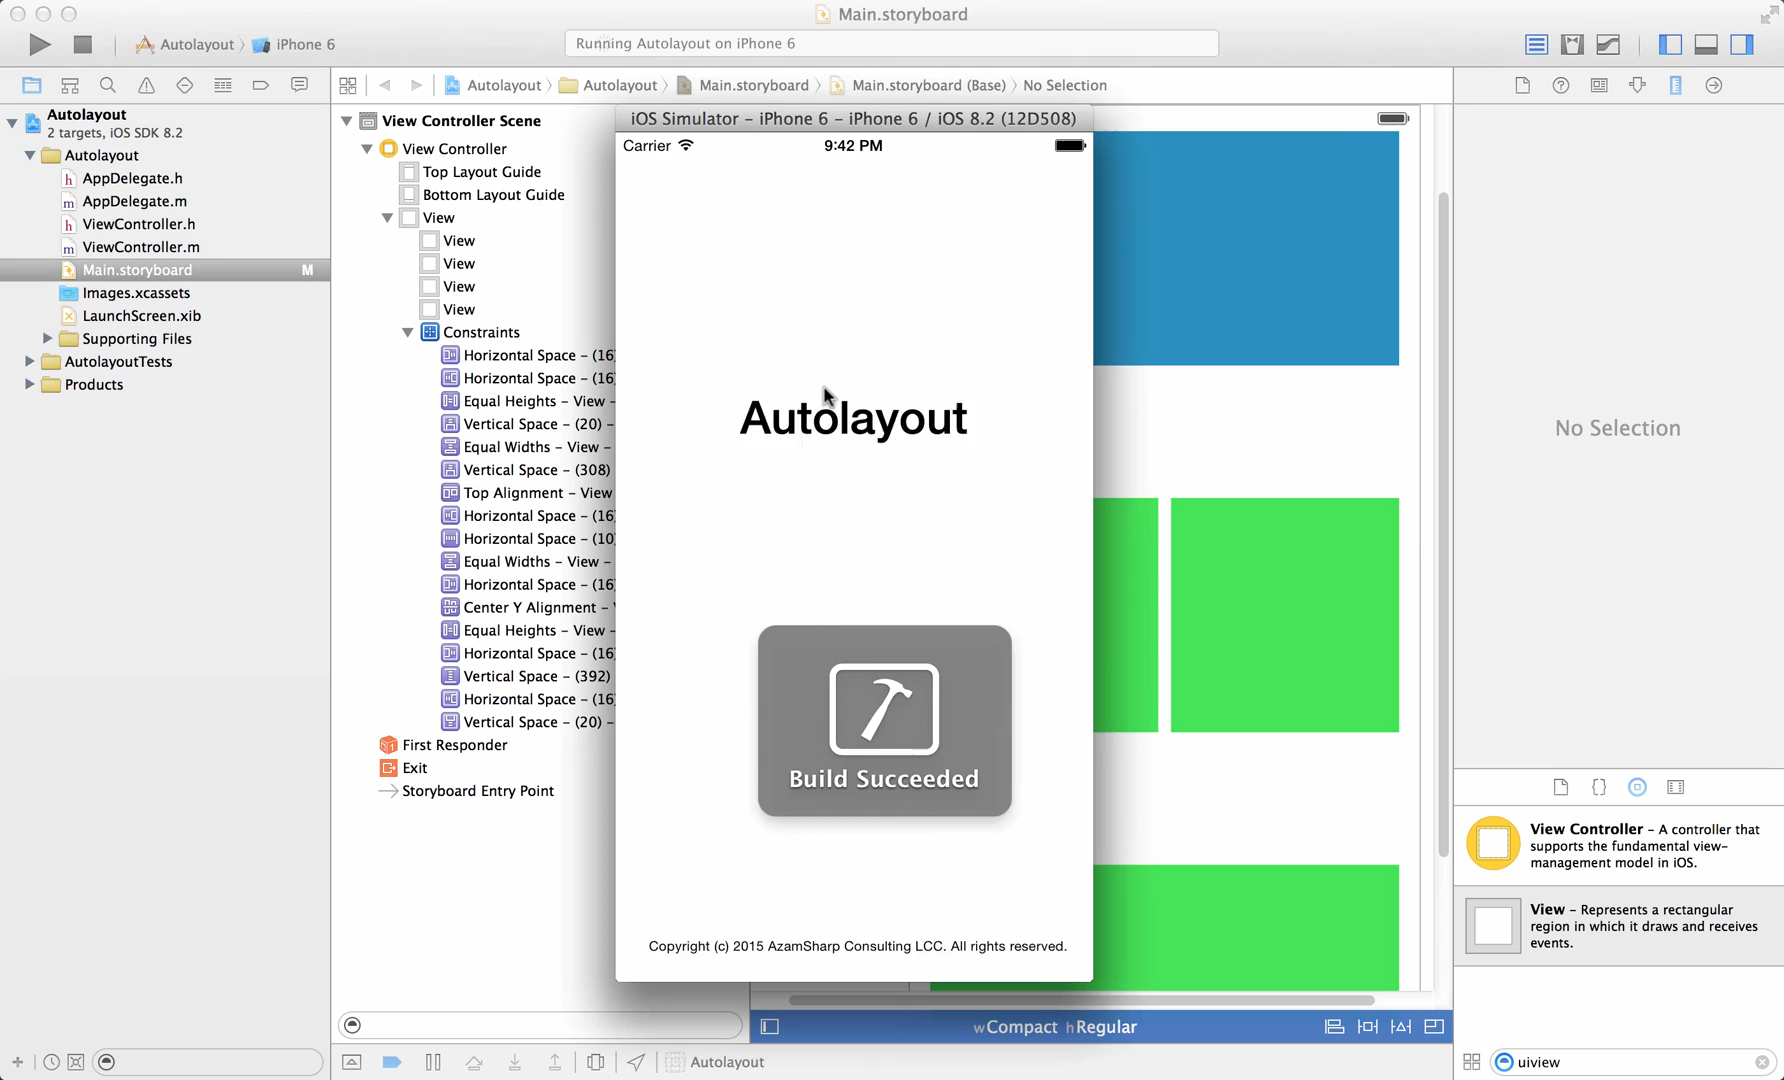 Main.storyboard
Autolayout
iPhone 6
Running Autolayout on iPhone 6
Autolayout
Autolayout
Main.storyboard
Main.storyboard (Base)
No Selection
Autolayout
2 targets, iOS SDK 8.2
Autolayout
AppDelegate.h
AppDelegate.m
ViewController.h
ViewController.m
Main.storyboard M
Images.xcassets
LaunchScreen.xib
Supporting Files
AutolayoutTests
Products
View Controller Scene
View Controller
Top Layout Guide
Bottom Layout Guide
View
View
View
View
View
Constraints
Horizontal Space - (16)
Horizontal Space - (16)
Equal Heights - View -
Vertical Space - (20) -
Equal Widths - View -
Vertical Space - (308)
Top Alignment - View
Horizontal Space - (16)
Horizontal Space - (10)
Equal Widths - View -
Horizontal Space - (16)
Center Y Alignment -
Equal Heights - View -
Horizontal Space - (16)
Vertical Space - (392)
Horizontal Space - (16)
Vertical Space - (20) -
First Responder
Exit
Storyboard Entry Point
iOS Simulator - iPhone 6 - iPhone 6 / iOS 8.2 (12D508)
Carrier 9:42 PM
Autolayout
Build Succeeded
Copyright (c) 2015 AzamSharp Consulting LCC. All rights reserved.
wCompact hRegular
Autolayout
No Selection
View Controller - A controller that
supports the fundamental view-
management model in iOS.
View - Represents a rectangular
region in which it draws and receives
events.
uiview